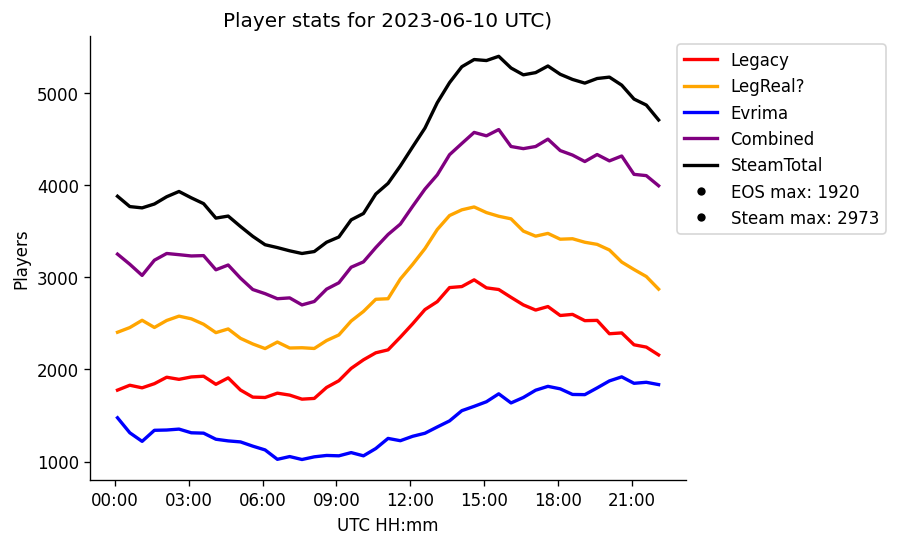 Player stats for 2023-06-10 UTC)
Players
5000
4000
3000
2000
1000
00:00 03:00 06:00 09:00 12:00 15:00 18:00 21:00
UTC HH:mm
Legacy
LegReal?
Evrima
Combined
SteamTotal
EOS max: 1920
Steam max: 2973